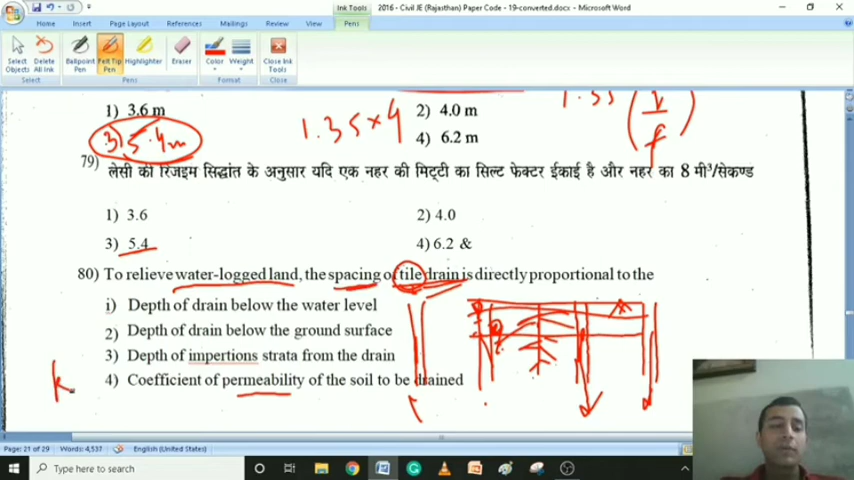 Ink Tools
2016 - Civil JE (Rajasthan) Paper Code - 19-converted.docx - Microsoft Word
Home Insert Page Layout References Mailings Review View Pens
Select Objects
Delete All Ink
Ballpoint Pen
Felt Tip Pen
Highlighter
Eraser
Color
Weight
Close Ink Tools
Select Pens Format Close
1) 3.6 m
2) 4.0 m
3) 5.4m
4) 6.2 m
1.35×4
1.35
f
79) लेसी की रिजइम सिद्धांत के अनुसार यदि एक नहर की मिट्टी का सिल्ट फेक्टर ईकाई है और नहर का 8 मी³/सेकण्ड
1) 3.6
2) 4.0
3) 5.4
4) 6.2 &
80) To relieve water-logged land, the spacing of tile drain is directly proportional to the
i) Depth of drain below the water level
2) Depth of drain below the ground surface
3) Depth of impertions strata from the drain
4) Coefficient of permeability of the soil to be drained
k
Page: 21 of 29 Words: 4,537 English (United States)
Type here to search